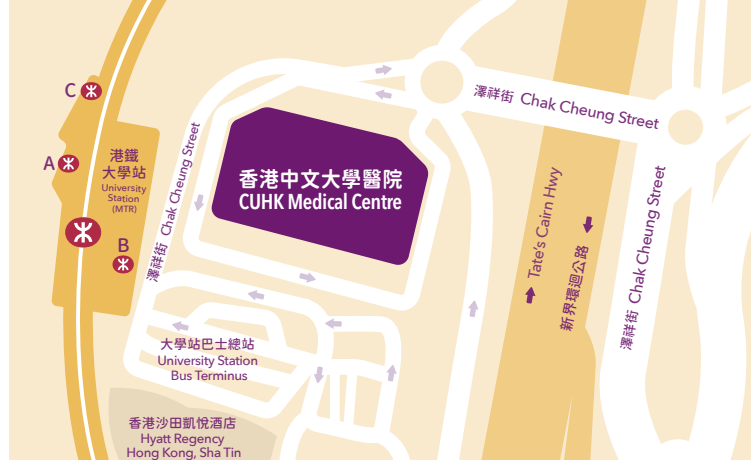 C
澤祥街 Chak Cheung Street
A
港鐵
大學站
University
Station
(MTR)
B
澤祥街 Chak Cheung Street
香港中文大學醫院
CUHK Medical Centre
Tate's Cairn Hwy
新界環迴公路
澤祥街 Chak Cheung Street
大學站巴士總站
University Station
Bus Terminus
香港沙田凱悅酒店
Hyatt Regency
Hong Kong, Sha Tin